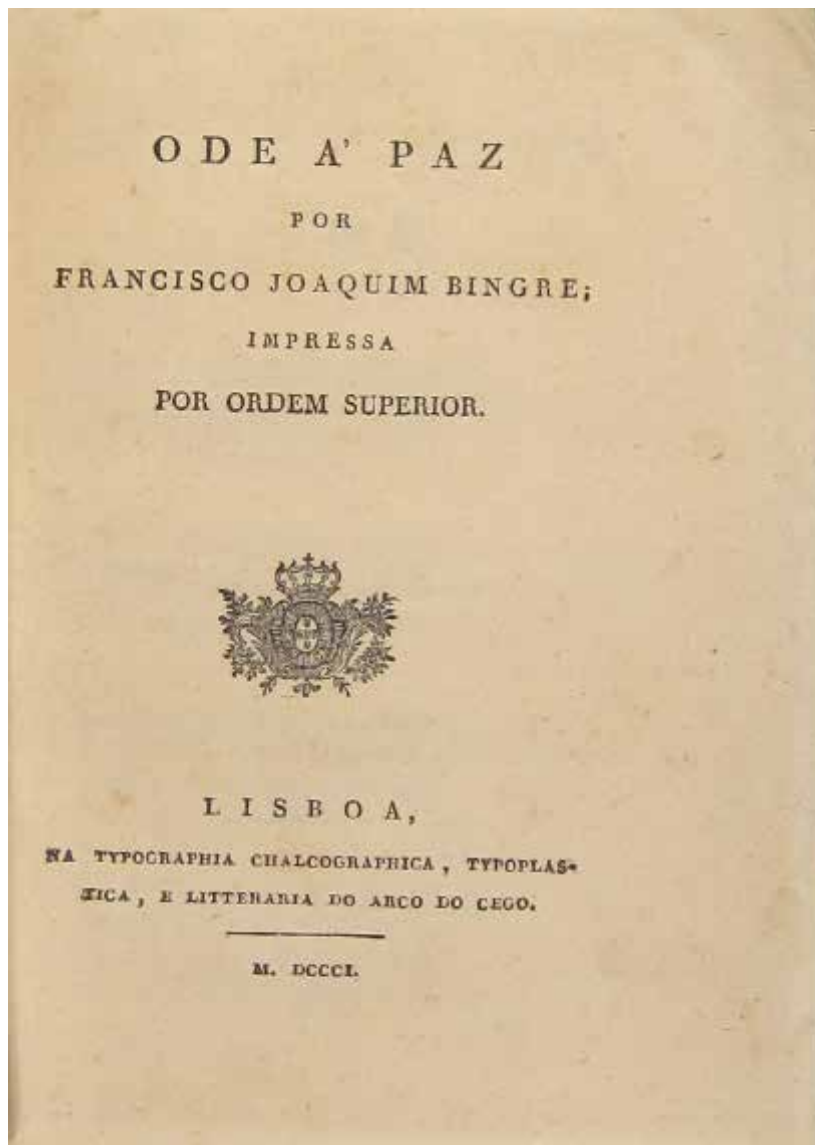 ODE A' PAZ
POR
FRANCISCO JOAQUIM BINGRE;
IMPRESSA
POR ORDEM SUPERIOR.
LISBOA,
NA TYPOGRAPHIA CHALCOGRAPHICA, TYPOPLAS-
TICA, E LITTERARIA DO ARCO DO CEGO.
M. DCCCI.